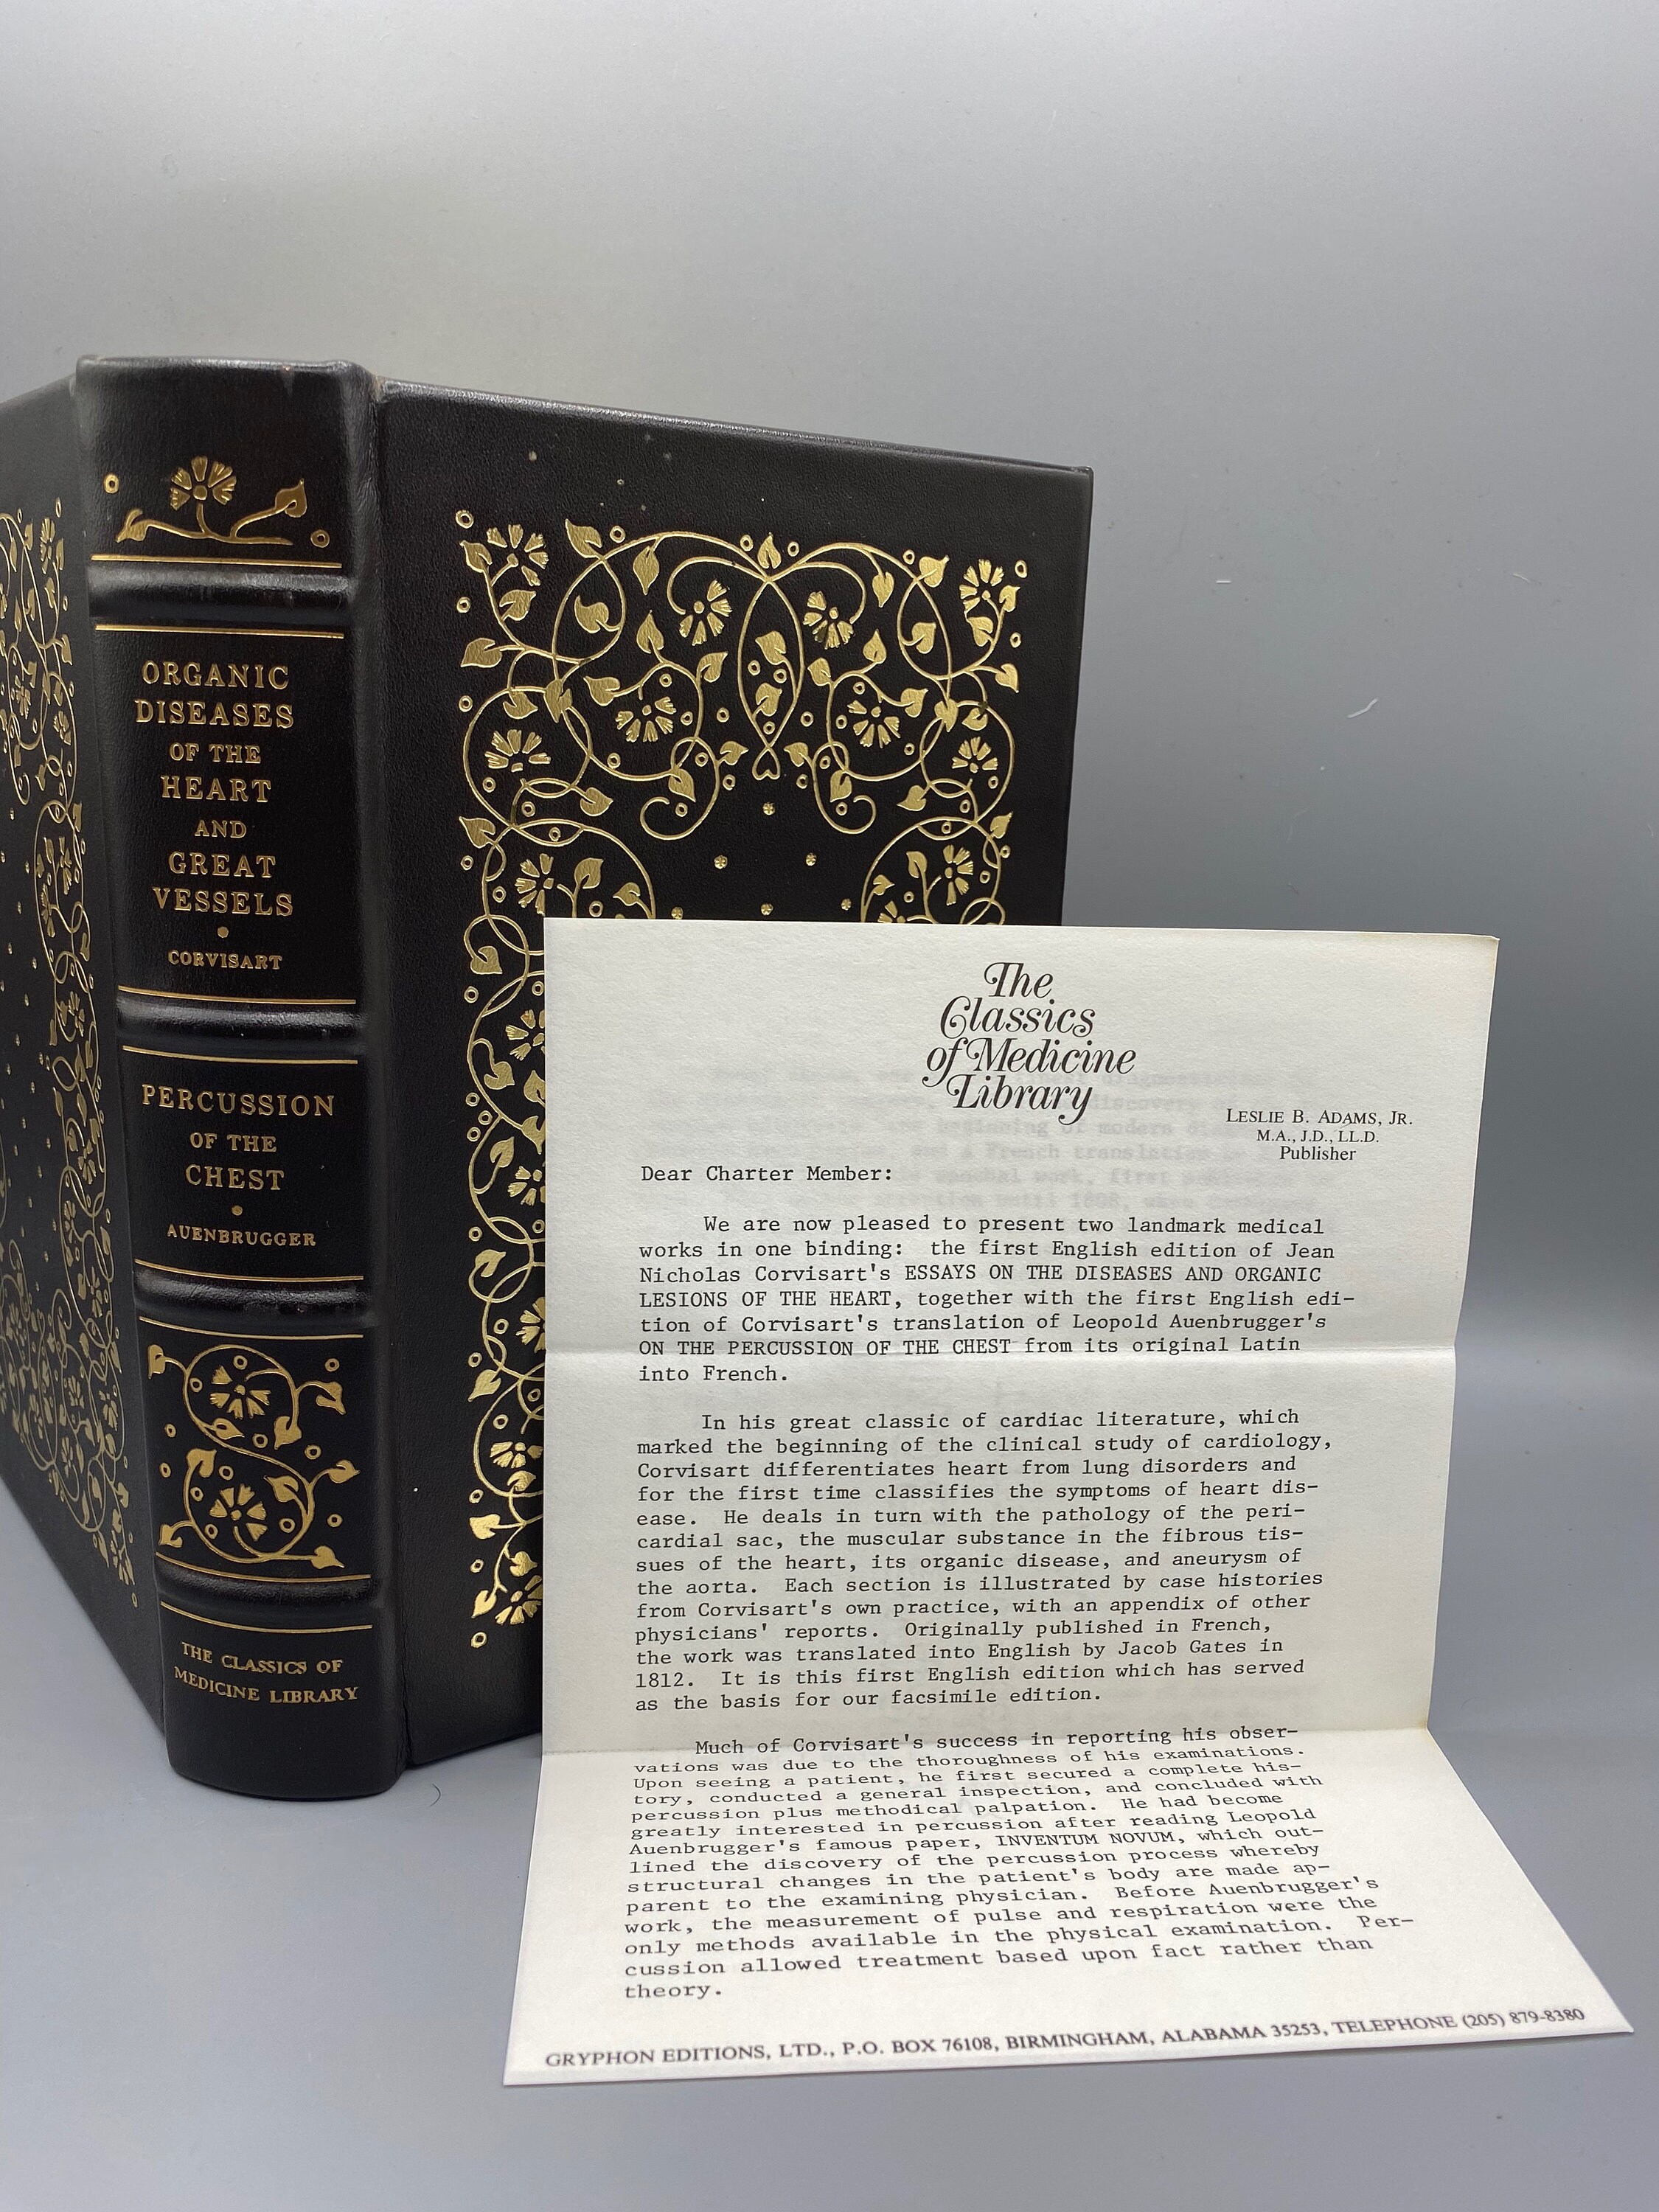 ORGANIC
DISEASES
OF THE
HEART
AND
GREAT
VESSELS
•
CORVISART
PERCUSSION
OF THE
CHEST
•
AUENBRUGGER
THE CLASSICS OF
MEDICINE LIBRARY
The
Classics
of Medicine
Library
LESLIE B. ADAMS, JR.
M.A., J.D., LL.D.
Publisher
Dear Charter Member:
We are now pleased to present two landmark medical
works in one binding: the first English edition of Jean
Nicholas Corvisart's ESSAYS ON THE DISEASES AND ORGANIC
LESIONS OF THE HEART, together with the first English edi-
tion of Corvisart's translation of Leopold Auenbrugger's
ON THE PERCUSSION OF THE CHEST from its original Latin
into French.
In his great classic of cardiac literature, which
marked the beginning of the clinical study of cardiology,
Corvisart differentiates heart from lung disorders and
for the first time classifies the symptoms of heart dis-
ease. He deals in turn with the pathology of the peri-
cardial sac, the muscular substance in the fibrous tis-
sues of the heart, its organic disease, and aneurysm of
the aorta. Each section is illustrated by case histories
from Corvisart's own practice, with an appendix of other
physicians' reports. Originally published in French,
the work was translated into English by Jacob Gates in
1812. It is this first English edition which has served
as the basis for our facsimile edition.
Much of Corvisart's success in reporting his obser-
vations was due to the thoroughness of his examinations.
Upon seeing a patient, he first secured a complete his-
tory, conducted a general inspection, and concluded with
percussion plus methodical palpation. He had become
greatly interested in percussion after reading Leopold
Auenbrugger's famous paper, INVENTUM NOVUM, which out-
lined the discovery of the percussion process whereby
structural changes in the patient's body are made ap-
parent to the examining physician. Before Auenbrugger's
work, the measurement of pulse and respiration were the
only methods available in the physical examination. Per-
cussion allowed treatment based upon fact rather than
theory.
GRYPHON EDITIONS, LTD., P.O. BOX 76108, BIRMINGHAM, ALABAMA 35253, TELEPHONE (205) 879-8380